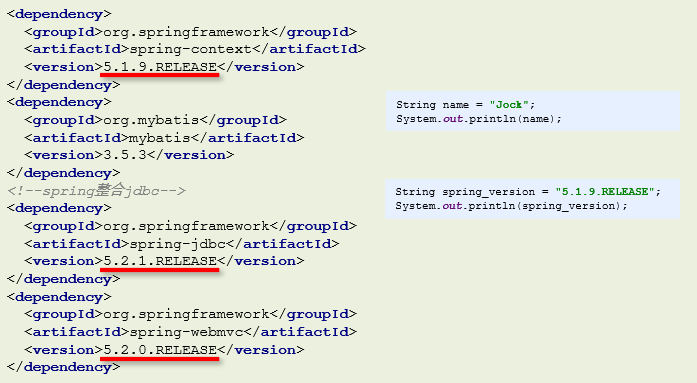 <dependency>
<groupId>org.springframework</groupId>
<artifactId>spring-context</artifactId>
<version>5.1.9.RELEASE</version>
</dependency>
<dependency>
<groupId>org.mybatis</groupId>
<artifactId>mybatis</artifactId>
<version>3.5.3</version>
</dependency>
<!--spring整合jdbc-->
<dependency>
<groupId>org.springframework</groupId>
<artifactId>spring-jdbc</artifactId>
<version>5.2.1.RELEASE</version>
</dependency>
<dependency>
<groupId>org.springframework</groupId>
<artifactId>spring-webmvc</artifactId>
<version>5.2.0.RELEASE</version>
</dependency>
String name = "Jock";
System.out.println(name);
String spring_version = "5.1.9.RELEASE";
System.out.println(spring_version);